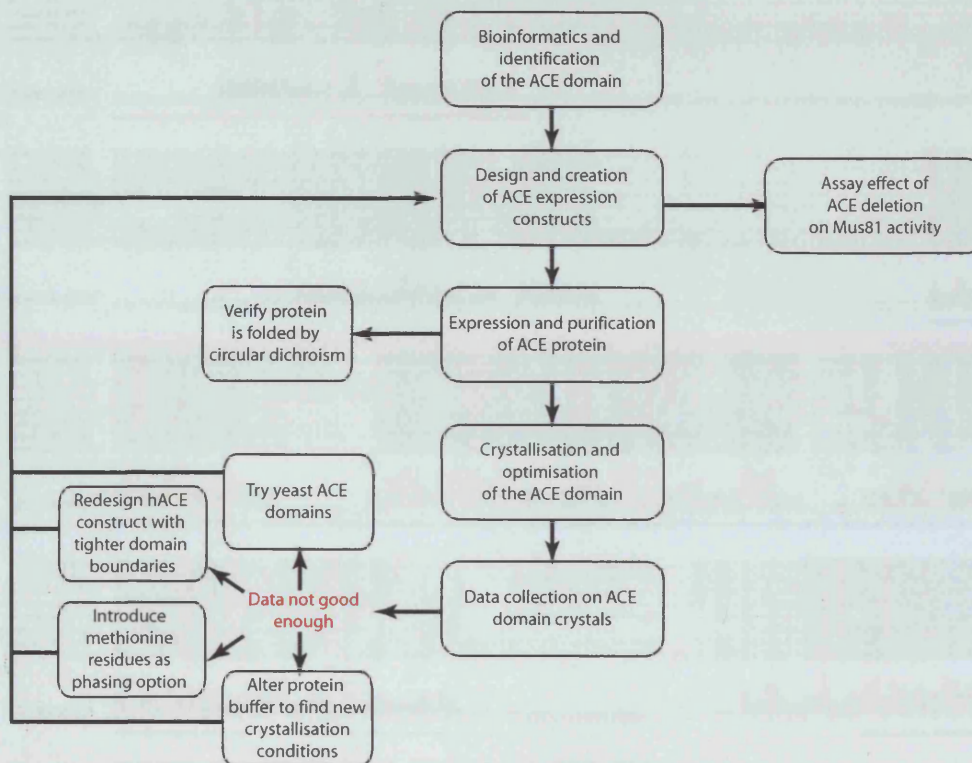 Bioinformatics and
identification
of the ACE domain
Design and creation
of ACE expression
constructs
Assay effect of
ACE deletion
on Mus81 activity
Verify protein
is folded by
circular dichroism
Expression and purification
of ACE protein
Crystallisation and
optimisation
of the ACE domain
Try yeast ACE
domains
Redesign hACE
construct with
tighter domain
boundaries
Data not good
enough
Data collection on ACE
domain crystals
Introduce
methionine
residues as
phasing option
Alter protein
buffer to find new
crystallisation
conditions